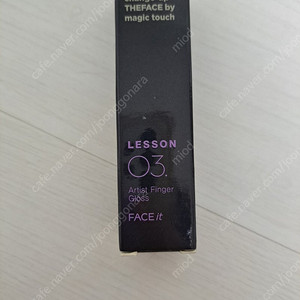 THEFACE by
magic touch
LESSON
03.
Artist Finger
Gloss
FACE it